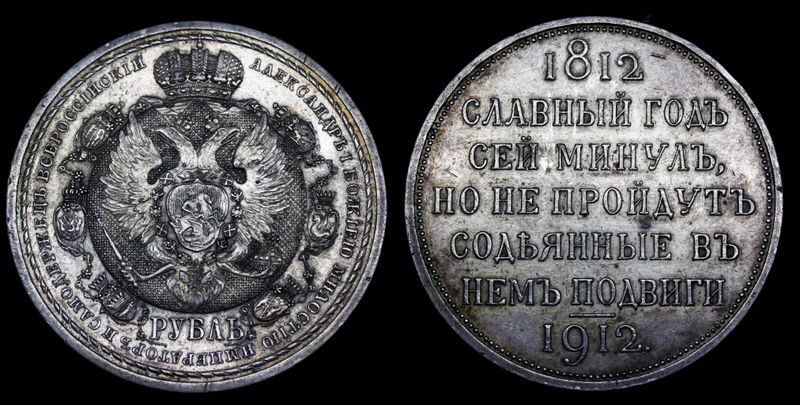 АЛЕКСАНДРЪ I БОЖІЕЮ МИЛОСТІЮ ИМПЕРАТОРЪ И САМОДЕРЖЕЦЪ ВСЕРОССІЙСКІЙ
РУБЛЬ
1812
СЛАВНЫЙ ГОДЪ
СЕЙ МИНУЛЪ,
НО НЕ ПРОЙДУТЪ
СОДѢЯННЫЕ ВЪ
НЕМЪ ПОДВИГИ
1912.